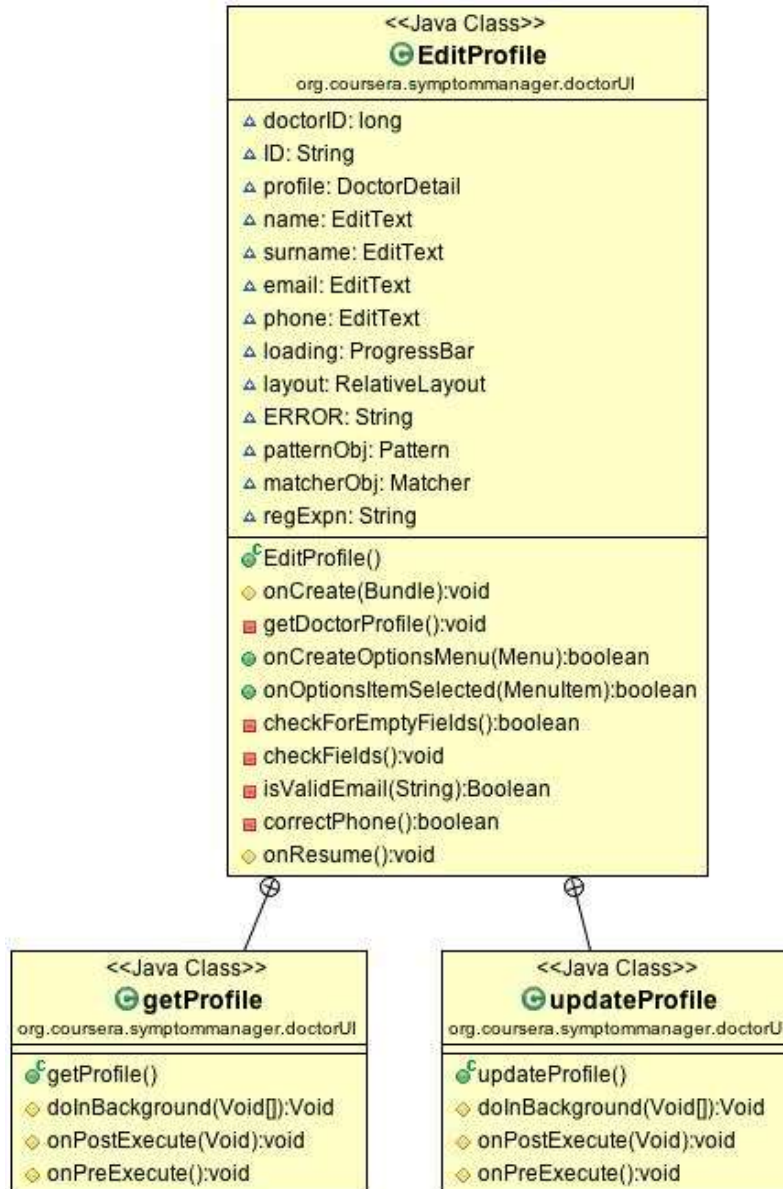 <<Java Class>>
EditProfile
org.coursera.symptommanager.doctorUI
doctorID: long
ID: String
profile: DoctorDetail
name: EditText
surname: EditText
email: EditText
phone: EditText
loading: ProgressBar
layout: RelativeLayout
ERROR: String
patternObj: Pattern
matcherObj: Matcher
regExpn: String
EditProfile()
onCreate(Bundle):void
getDoctorProfile():void
onCreateOptionsMenu(Menu):boolean
onOptionsItemSelected(MenuItem):boolean
checkForEmptyFields():boolean
checkFields():void
isValidEmail(String):Boolean
correctPhone():boolean
onResume():void
<<Java Class>>
getProfile
org.coursera.symptommanager.doctorUI
getProfile()
doInBackground(Void[]):Void
onPostExecute(Void):void
onPreExecute():void
<<Java Class>>
updateProfile
org.coursera.symptommanager.doctorUI
updateProfile()
doInBackground(Void[]):Void
onPostExecute(Void):void
onPreExecute():void